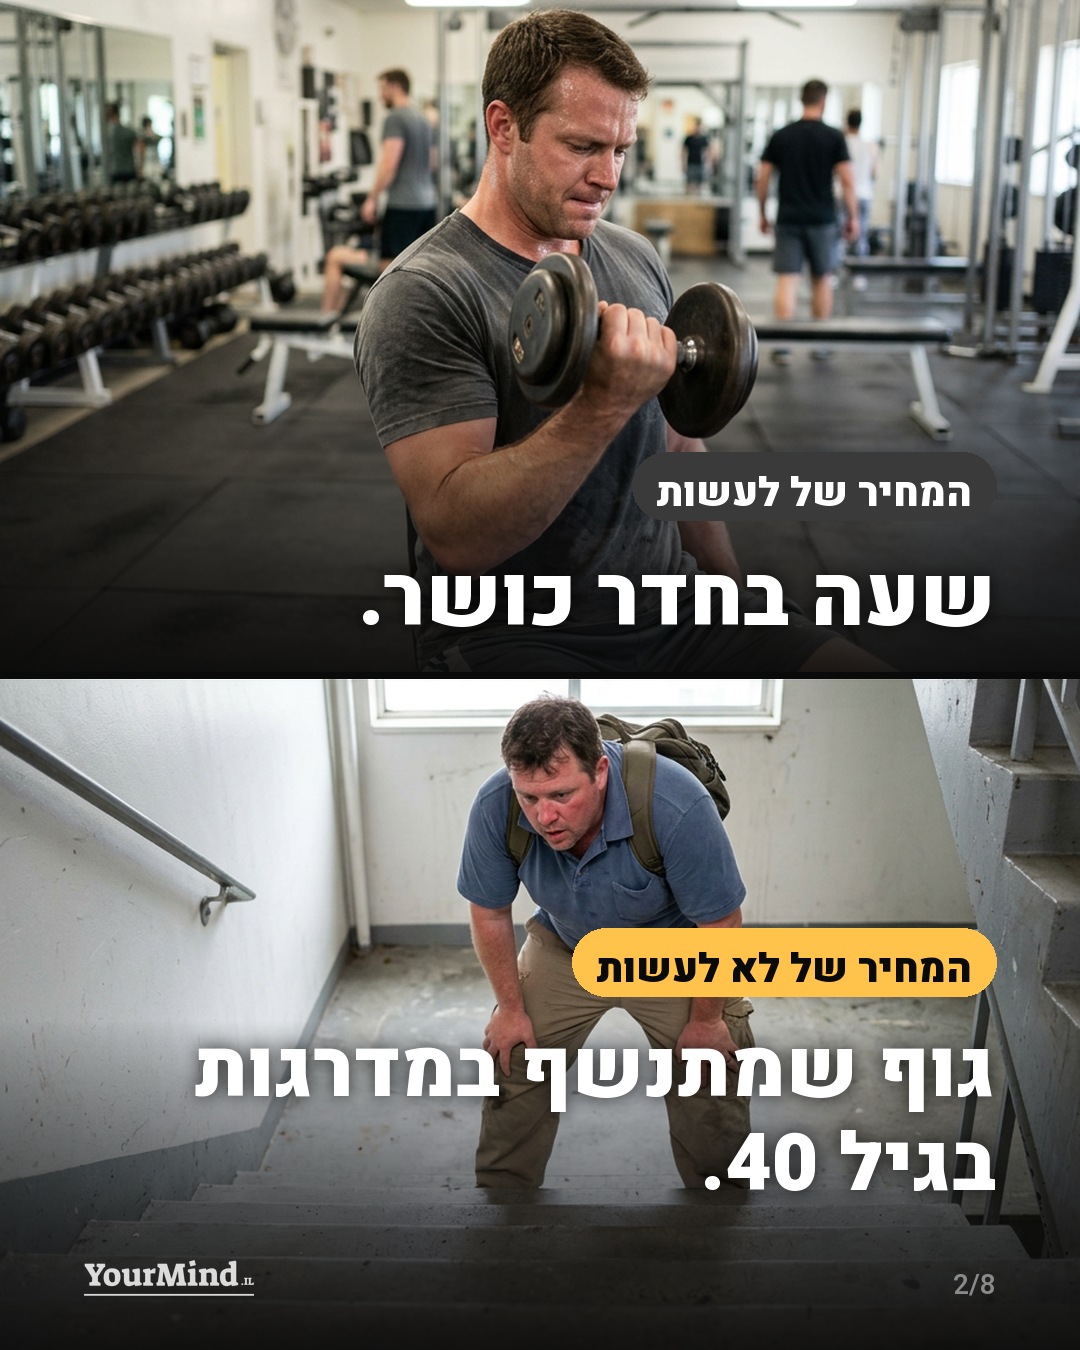 המחיר של לעשות
שעה בחדר כושר.
המחיר של לא לעשות
גוף שמתנשף במדרגות
בגיל 40.
YourMind.IL
2/8